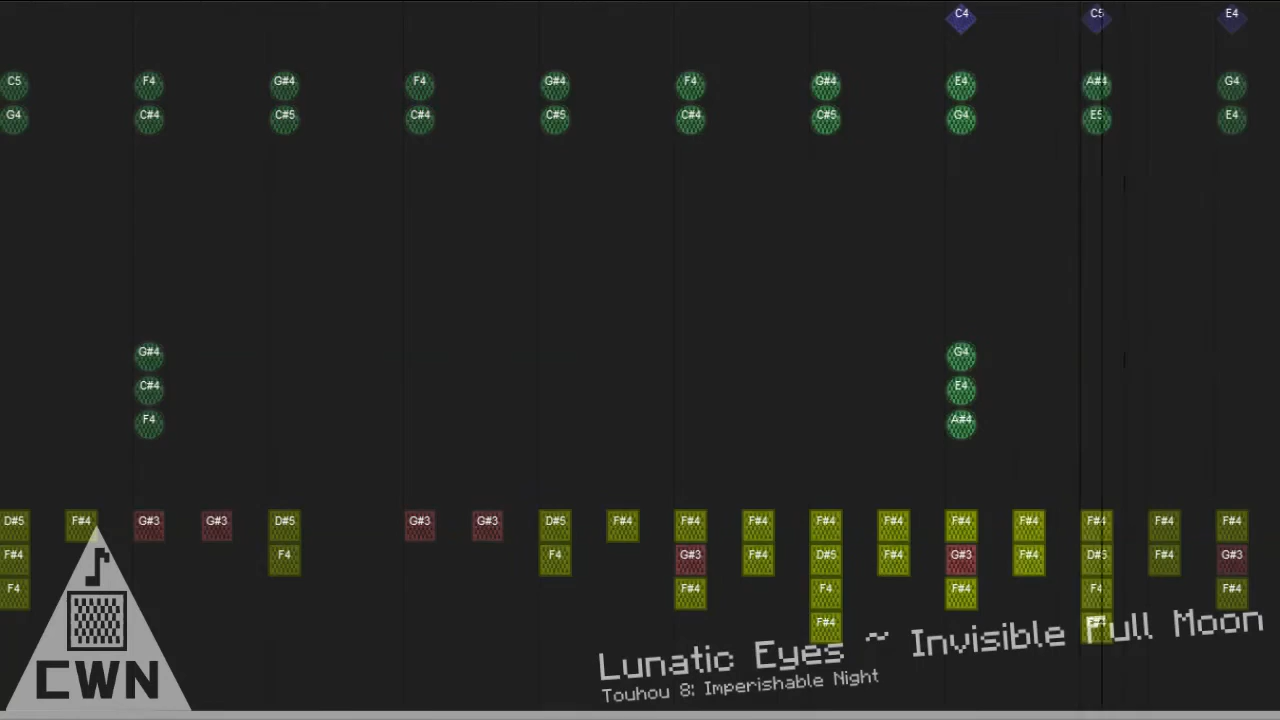 C4 C5 E4
C5 F4 G#4 F4 G#4 F4 G#4 E4 A#4 G4
G4 C#4 C#5 C#4 C#5 C#4 C#5 G4 E5 E4
G#4 G4
C#4 E4
F4 A#4
D#5 F#4 G#3 G#3 D#5 G#3 G#3 D#5 F#4 F#4 F#4 F#4 F#4 F#4 F#4 F#4 F#4 F#4
F#4 F4 F4 G#3 F#4 D#5 F#4 G#3 F#4 D#5 F#4 G#3
F4 F#4 F4 F#4 F4 F#4
F#4
Lunatic Eyes ~ Invisible Full Moon
Touhou 8: Imperishable Night
CWN